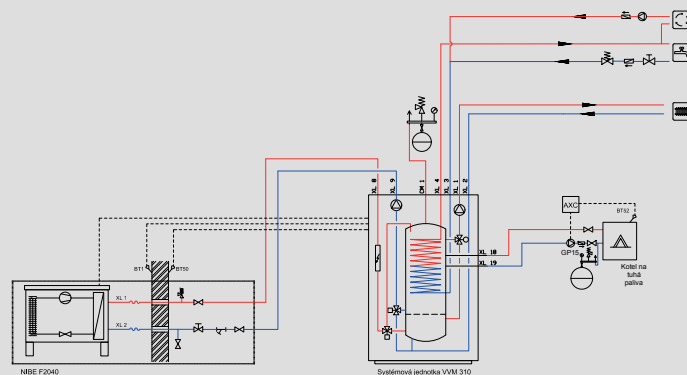 XL 8
XL 9
CM 1
XL 4
XL 3
XL 1
XL 2
AXC
BT52
XL 18
XL 19
GP15
Kotel na
tuhá
paliva
BT1
BT50
XL 1
XL 2
NIBE F2040
Systémová jednotka VVM 310